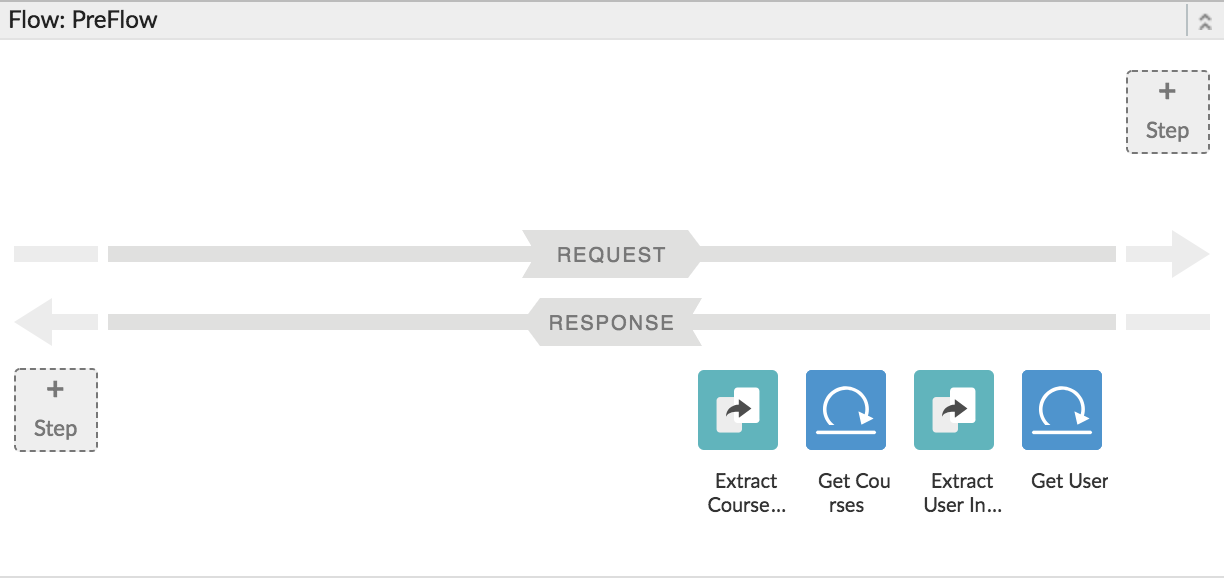 Flow: PreFlow
+
Step
REQUEST
RESPONSE
+
Step
Extract
Course...
Get Cou
rses
Extract
User In...
Get User